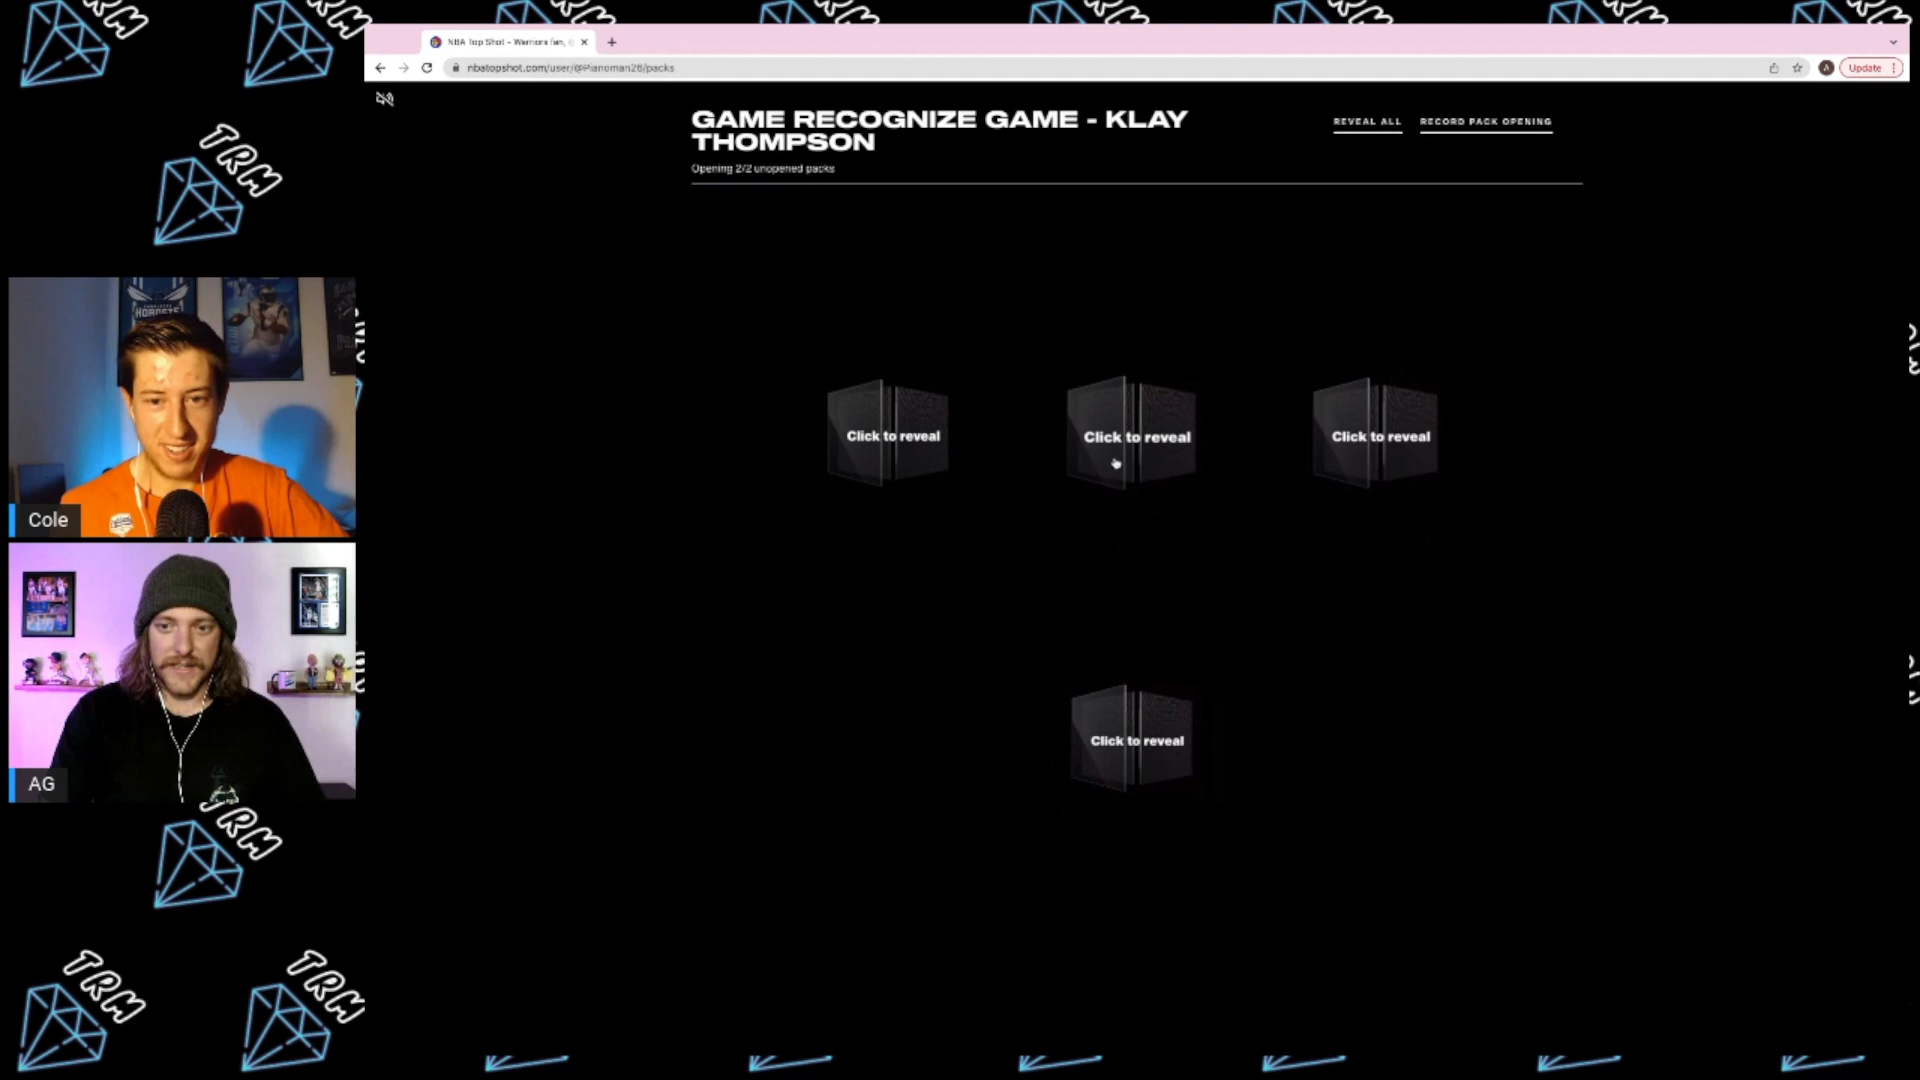 TRM
TRM
TRM
NBA Top Shot – Warriors fan,
nbatopshot.com/user/@Pianoman26/packs
Update
GAME RECOGNIZE GAME - KLAY
THOMPSON
REVEAL ALL
RECORD PACK OPENING
Opening 2/2 unopened packs
Click to reveal
Click to reveal
Click to reveal
Click to reveal
HORNETS
Cole
AG
TRM
TRM
TRM